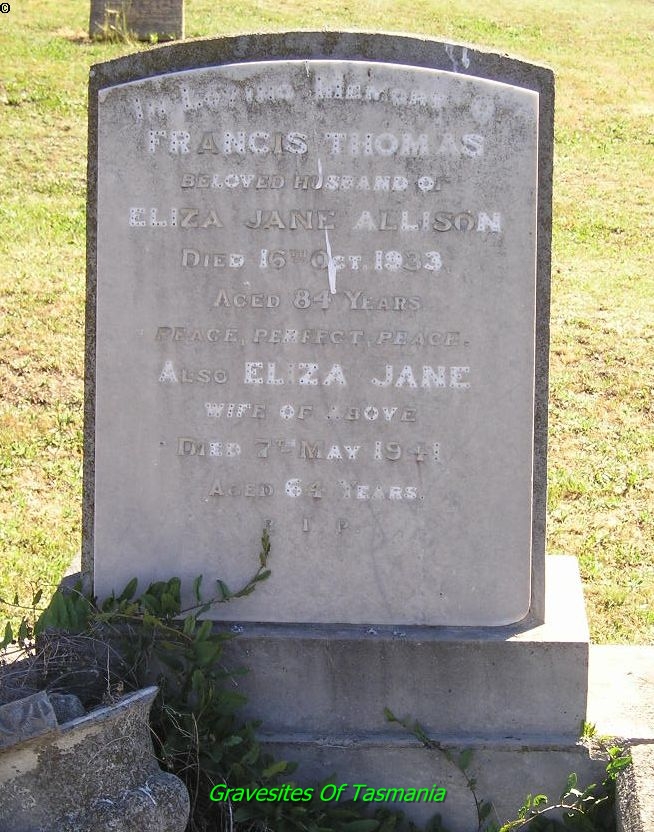 ©
IN LOVING MEMORY OF
FRANCIS THOMAS
BELOVED HUSBAND OF
ELIZA JANE ALLISON
DIED 16TH OCT. 1933
AGED 84 YEARS
PEACE, PERFECT, PEACE.
ALSO ELIZA JANE
WIFE OF ABOVE
DIED 7TH MAY 1941
AGED 64 YEARS.
R. I. P.
Gravesites Of Tasmania